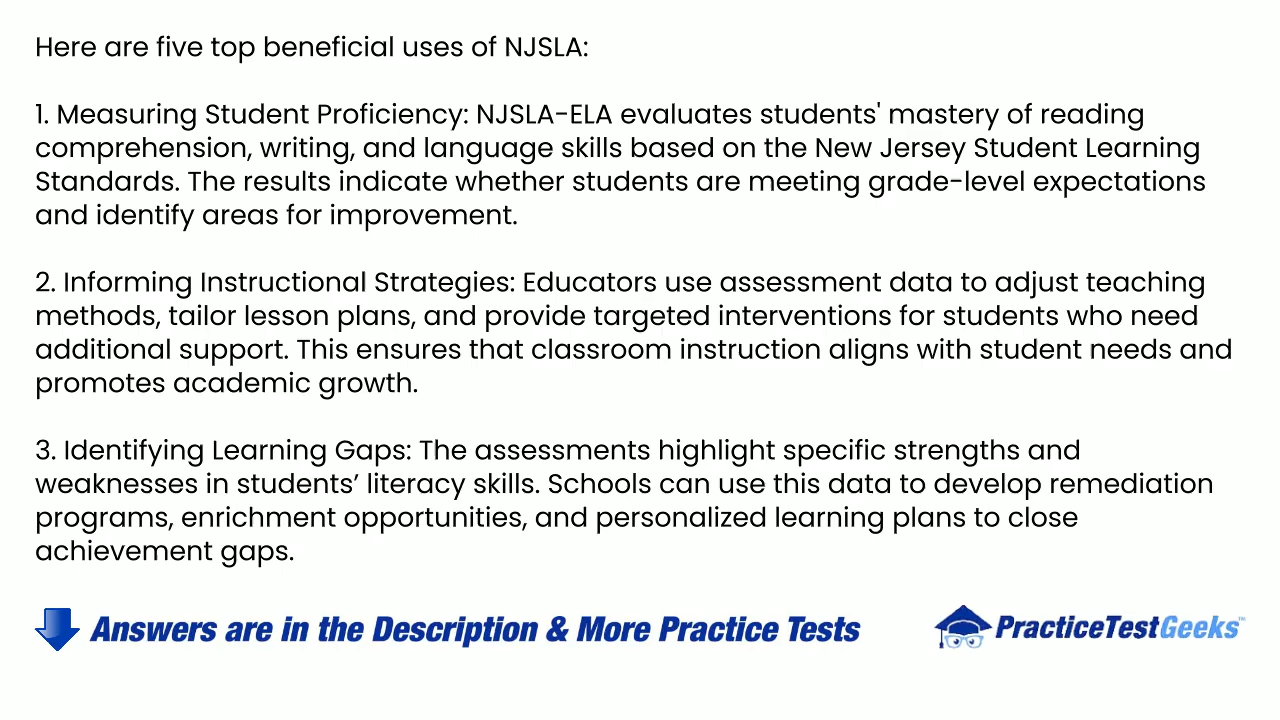 Here are five top beneficial uses of NJSLA:
1. Measuring Student Proficiency: NJSLA-ELA evaluates students' mastery of reading
comprehension, writing, and language skills based on the New Jersey Student Learning
Standards. The results indicate whether students are meeting grade-level expectations
and identify areas for improvement.
2. Informing Instructional Strategies: Educators use assessment data to adjust teaching
methods, tailor lesson plans, and provide targeted interventions for students who need
additional support. This ensures that classroom instruction aligns with student needs and
promotes academic growth.
3. Identifying Learning Gaps: The assessments highlight specific strengths and
weaknesses in students’ literacy skills. Schools can use this data to develop remediation
programs, enrichment opportunities, and personalized learning plans to close
achievement gaps.
Answers are in the Description & More Practice Tests
PracticeTestGeeks™